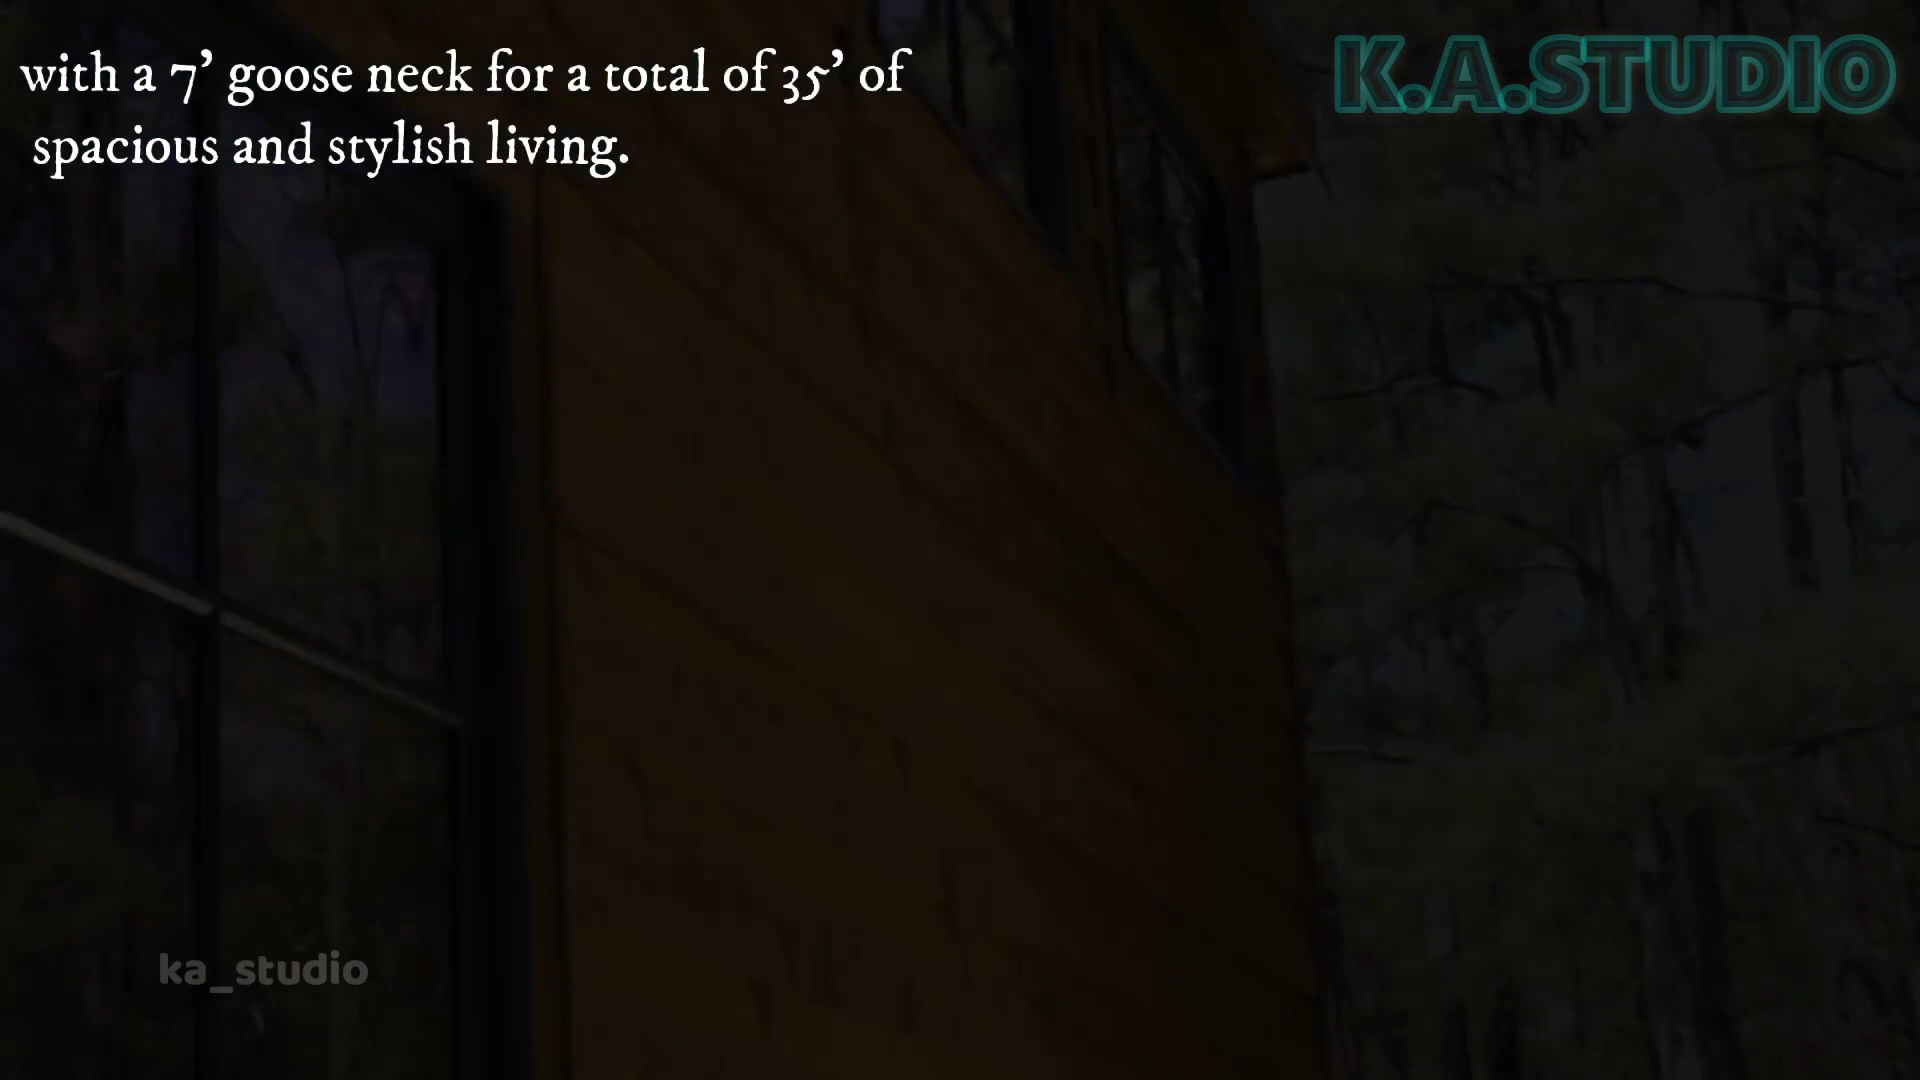 with a 7’ goose neck for a total of 35’ of
spacious and stylish living.
K.A.STUDIO
ka_studio